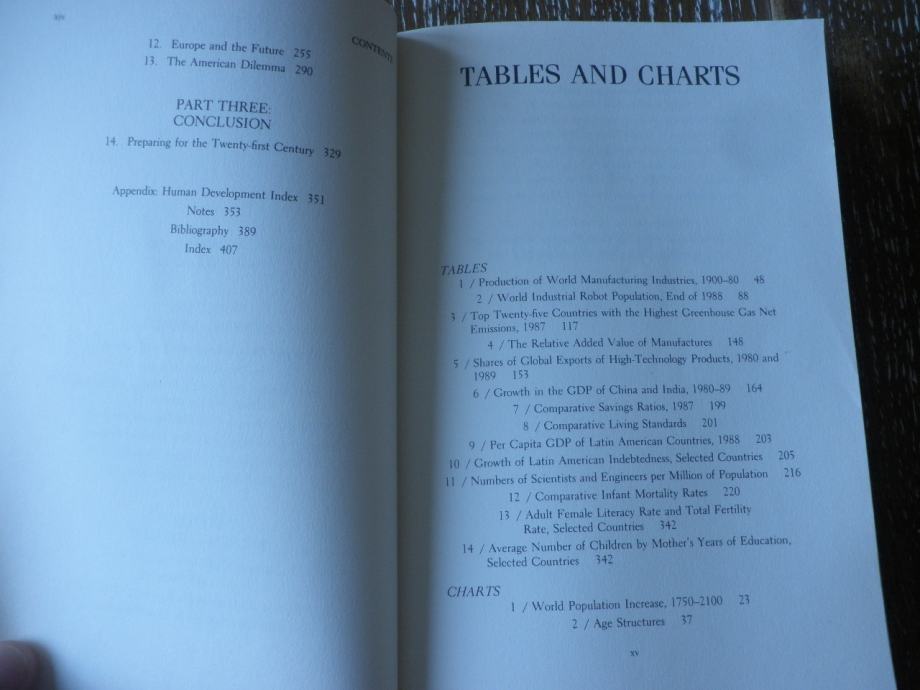 xiv
CONTENTS
12. Europe and the Future 255
13. The American Dilemma 290
PART THREE:
CONCLUSION
14. Preparing for the Twenty-first Century 329
Appendix: Human Development Index 351
Notes 353
Bibliography 389
Index 407
TABLES AND CHARTS
TABLES
1 / Production of World Manufacturing Industries, 1900–80 48
2 / World Industrial Robot Population, End of 1988 88
3 / Top Twenty-five Countries with the Highest Greenhouse Gas Net
Emissions, 1987 117
4 / The Relative Added Value of Manufactures 148
5 / Shares of Global Exports of High-Technology Products, 1980 and
1989 153
6 / Growth in the GDP of China and India, 1980–89 164
7 / Comparative Savings Ratios, 1987 199
8 / Comparative Living Standards 201
9 / Per Capita GDP of Latin American Countries, 1988 203
10 / Growth of Latin American Indebtedness, Selected Countries 205
11 / Numbers of Scientists and Engineers per Million of Population 216
12 / Comparative Infant Mortality Rates 220
13 / Adult Female Literacy Rate and Total Fertility
Rate, Selected Countries 342
14 / Average Number of Children by Mother's Years of Education,
Selected Countries 342
CHARTS
1 / World Population Increase, 1750–2100 23
2 / Age Structures 37
xv